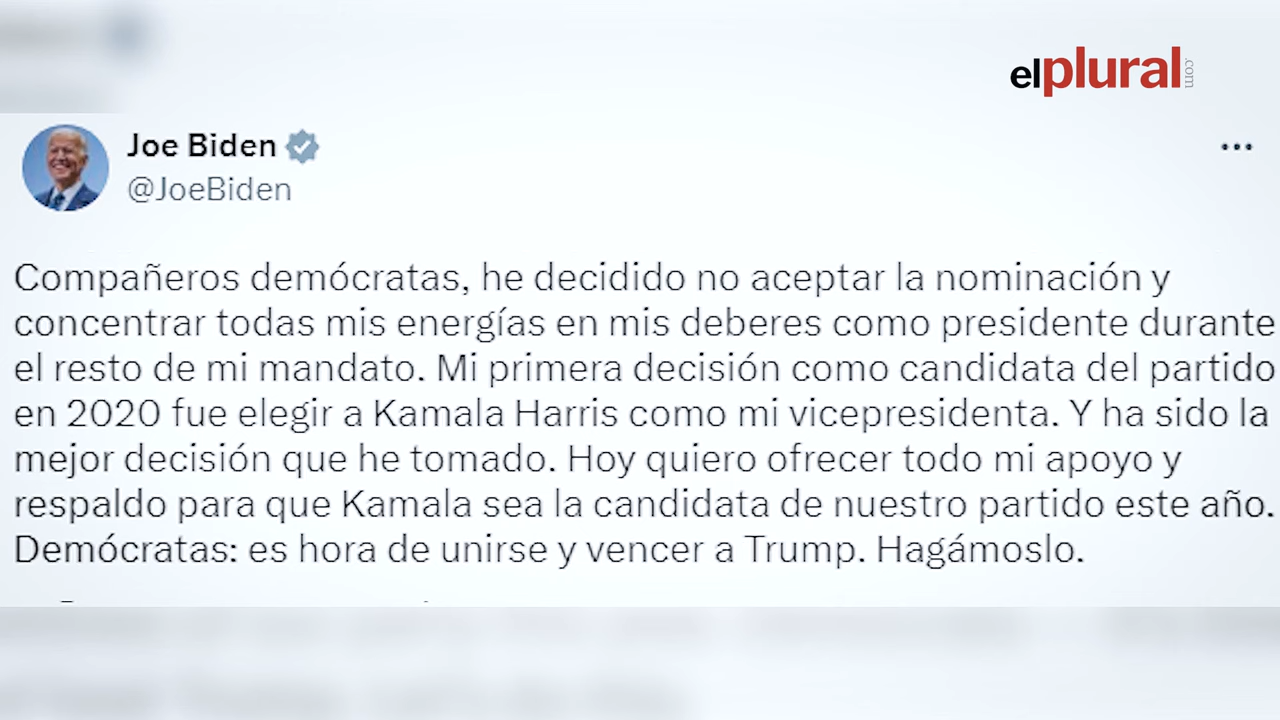 elplural.com
Joe Biden
@JoeBiden
Compañeros demócratas, he decidido no aceptar la nominación y
concentrar todas mis energías en mis deberes como presidente durante
el resto de mi mandato. Mi primera decisión como candidata del partido
en 2020 fue elegir a Kamala Harris como mi vicepresidenta. Y ha sido la
mejor decisión que he tomado. Hoy quiero ofrecer todo mi apoyo y
respaldo para que Kamala sea la candidata de nuestro partido este año.
Demócratas: es hora de unirse y vencer a Trump. Hagámoslo.